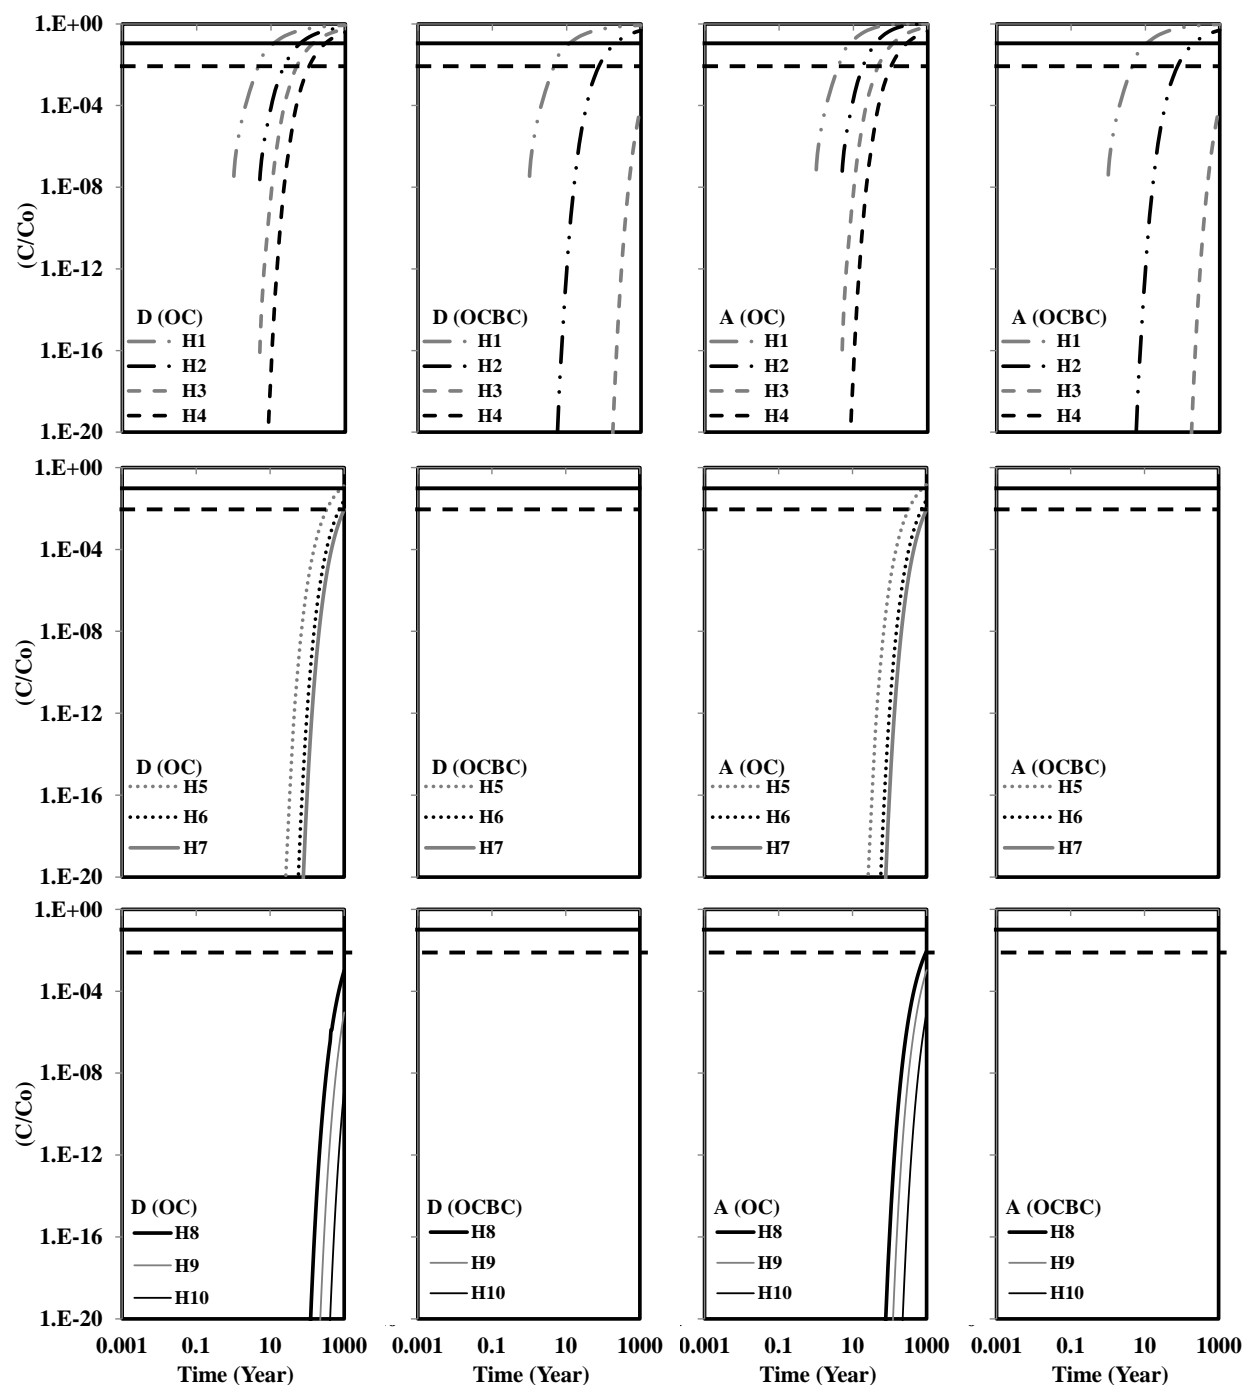 1.E+00
1.E-04
1.E-08
1.E-12
1.E-16
1.E-20
(C/Co)
D (OC)
H1
H2
H3
H4
D (OCBC)
H1
H2
H3
H4
A (OC)
H1
H2
H3
H4
A (OCBC)
H1
H2
H3
H4
1.E+00
1.E-04
1.E-08
1.E-12
1.E-16
1.E-20
(C/Co)
D (OC)
H5
H6
H7
D (OCBC)
H5
H6
H7
A (OC)
H5
H6
H7
A (OCBC)
H5
H6
H7
1.E+00
1.E-04
1.E-08
1.E-12
1.E-16
1.E-20
(C/Co)
D (OC)
H8
H9
H10
D (OCBC)
H8
H9
H10
A (OC)
H8
H9
H10
A (OCBC)
H8
H9
H10
0.001 0.1 10 1000
Time (Year)
0.001 0.1 10 1000
Time (Year)
0.001 0.1 10 1000
Time (Year)
0.001 0.1 10 1000
Time (Year)